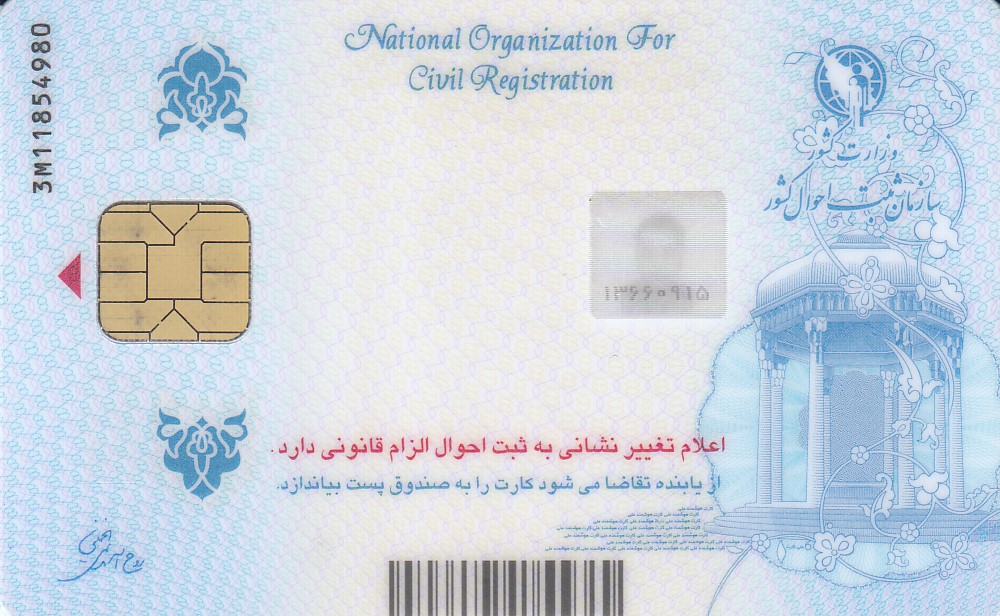 National Organization For
Civil Registration
3M11854980
وزارت کشور
سازمان ثبت احوال کشور
۱۳۶۶۰۹۱۵
اعلام تغییر نشانی به ثبت احوال الزام قانونی دارد.
از یابنده تقاضا می شود کارت را به صندوق پست بیاندازد.
کارت هوشمند ملی
کارت هوشمند ملی کارت هوشمند ملی